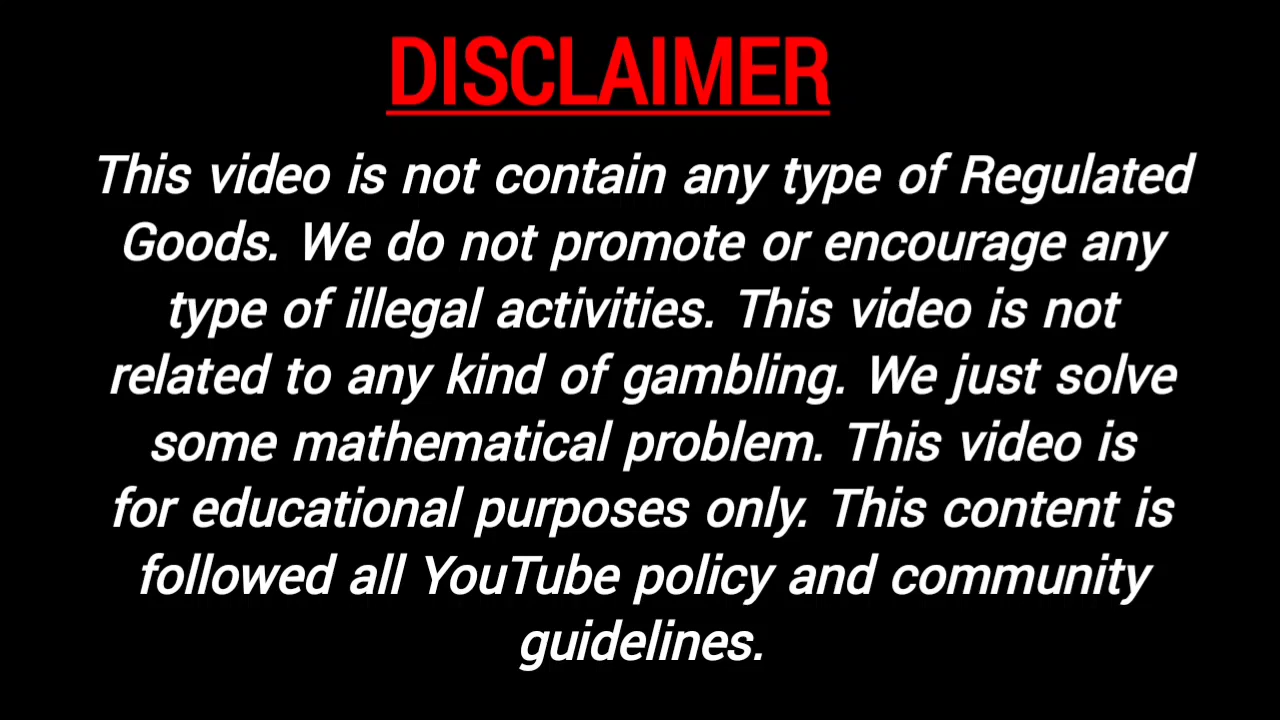 DISCLAIMER
This video is not contain any type of Regulated
Goods. We do not promote or encourage any
type of illegal activities. This video is not
related to any kind of gambling. We just solve
some mathematical problem. This video is
for educational purposes only. This content is
followed all YouTube policy and community
guidelines.